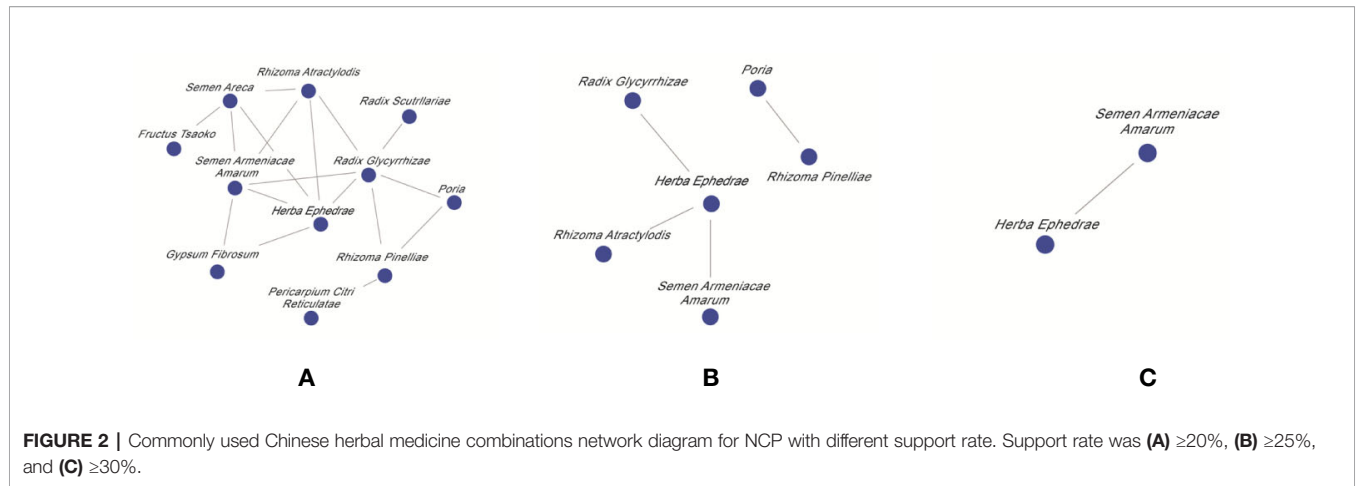 Rhizoma Atractylodis
Semen Areca
Radix Scutrllariae
Fructus Tsaoko
Semen Armeniacae
Amarum
Radix Glycyrrhizae
Poria
Herba Ephedrae
Gypsum Fibrosum
Rhizoma Pinelliae
Pericarpium Citri
Reticulatae
A
Radix Glycyrrhizae
Poria
Rhizoma Pinelliae
Herba Ephedrae
Rhizoma Atractylodis
Semen Armeniacae
Amarum
B
Semen Armeniacae
Amarum
Herba Ephedrae
C
FIGURE 2 | Commonly used Chinese herbal medicine combinations network diagram for NCP with different support rate. Support rate was (A) ≥20%, (B) ≥25%,
and (C) ≥30%.